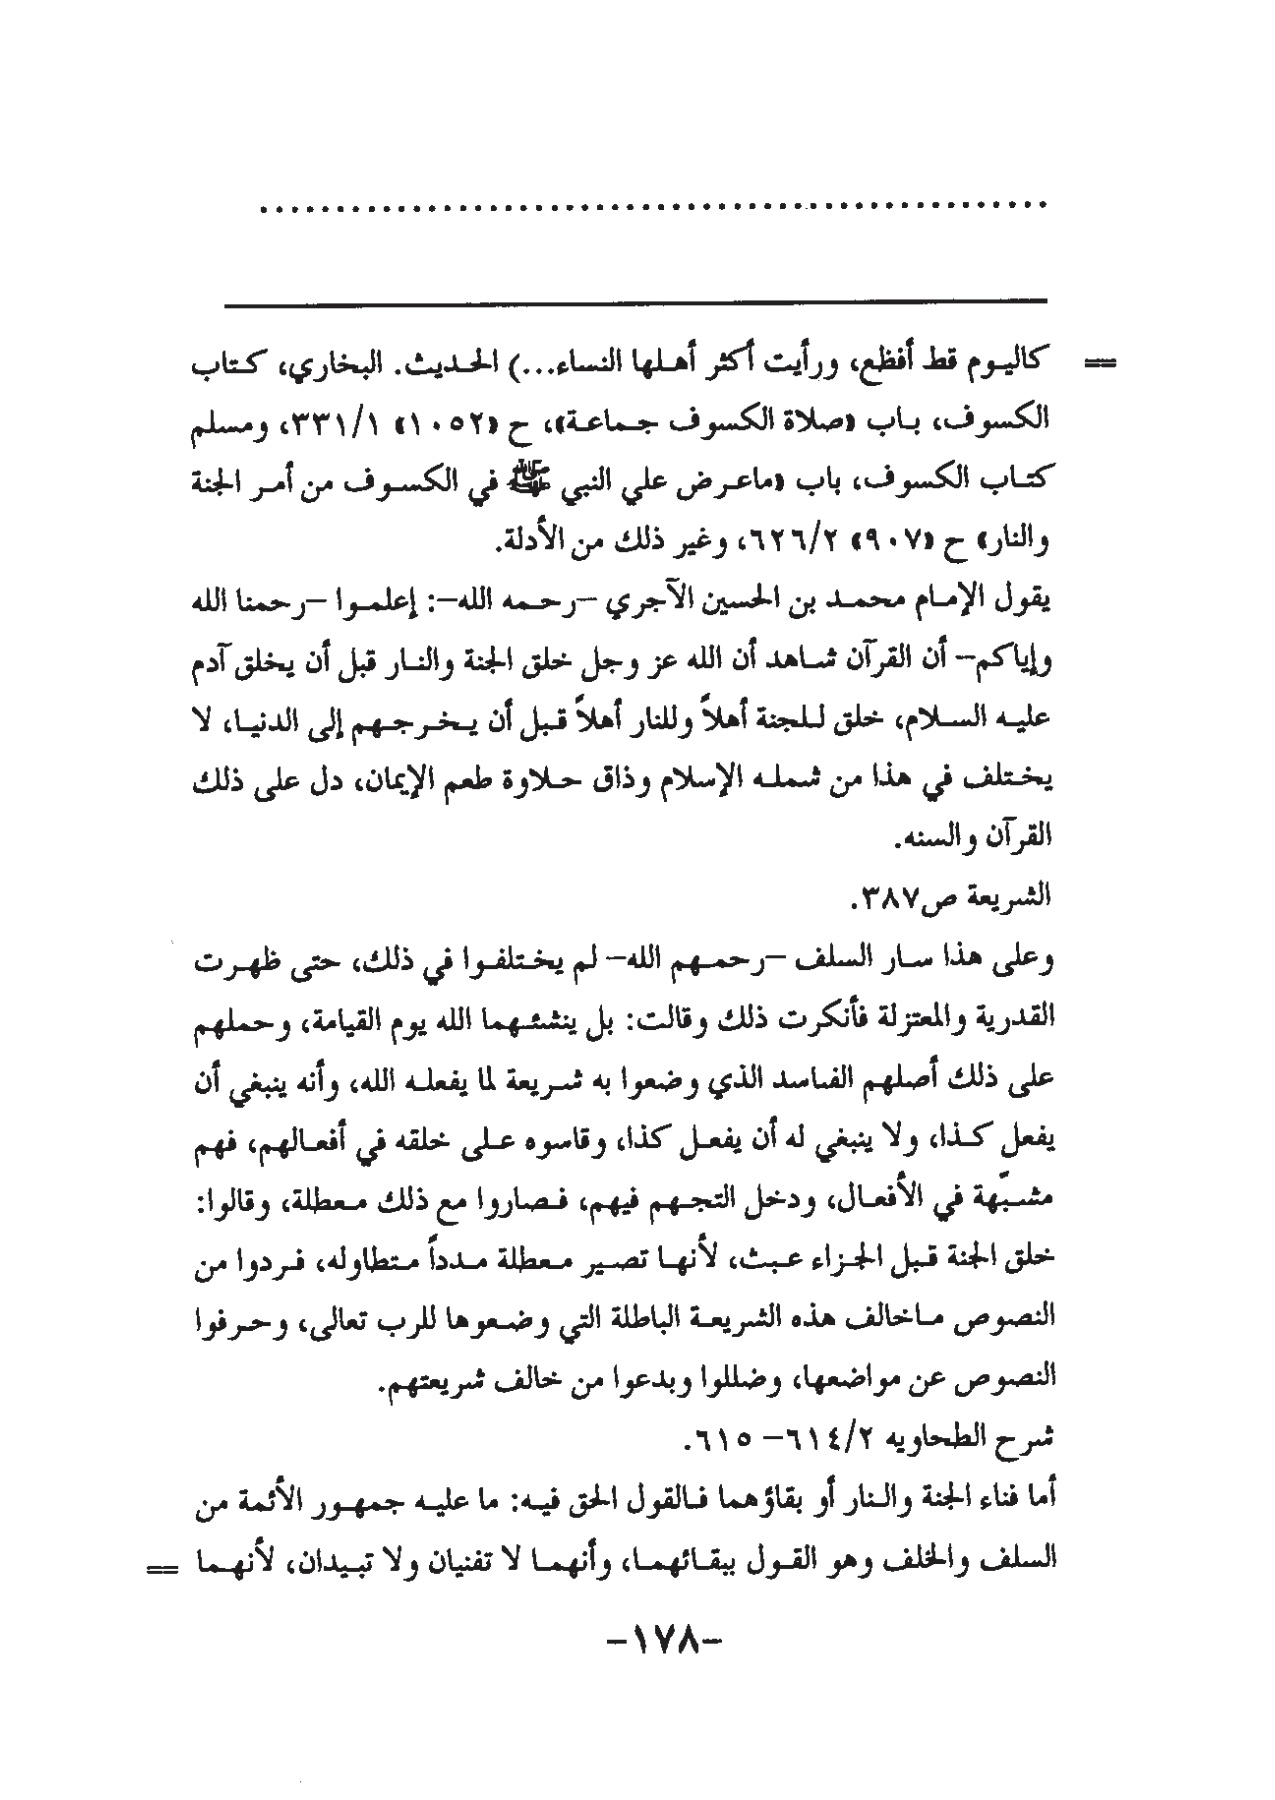 ..................................................
== كاليوم قط أفظع، ورأيت أكثر أهلها النساء...) الحديث. البخاري، كتاب
الكسوف، باب «صلاة الكسوف جماعة»، ح «١٠٥٢» ٣٣١/١، ومسلم
كتاب الكسوف، باب «ماعرض علي النبي ﷺ في الكسوف من أمر الجنة
والنار» ح «٩٠٧» ٦٢٦/٢، وغير ذلك من الأدلة.
يقول الإمام محمد بن الحسين الآجري –رحمه الله–: إعلموا –رحمنا الله
وإياكم– أن القرآن شاهد أن الله عز وجل خلق الجنة والنار قبل أن يخلق آدم
عليه السلام، خلق للجنة أهلاً وللنار أهلاً قبل أن يخرجهم إلى الدنيا، لا
يختلف في هذا من شمله الإسلام وذاق حلاوة طعم الإيمان، دل على ذلك
القرآن والسنه.
الشريعة ص٣٨٧.
وعلى هذا سار السلف –رحمهم الله– لم يختلفوا في ذلك، حتى ظهرت
القدرية والمعتزلة فأنكرت ذلك وقالت: بل ينشئهما الله يوم القيامة، وحملهم
على ذلك أصلهم الفاسد الذي وضعوا به شريعة لما يفعله الله، وأنه ينبغي أن
يفعل كذا، ولا ينبغي له أن يفعل كذا، وقاسوه على خلقه في أفعالهم، فهم
مشبّهة في الأفعال، ودخل التجهم فيهم، فصاروا مع ذلك معطلة، وقالوا:
خلق الجنة قبل الجزاء عبث، لأنها تصير معطلة مدداً متطاوله، فردوا من
النصوص ماخالف هذه الشريعة الباطلة التي وضعوها للرب تعالى، وحرفوا
النصوص عن مواضعها، وضللوا وبدعوا من خالف شريعتهم.
شرح الطحاويه ٦١٤/٢– ٦١٥.
أما فناء الجنة والنار أو بقاؤهما فالقول الحق فيه: ما عليه جمهور الأئمة من
السلف والخلف وهو القول ببقائهما، وأنهما لا تفنيان ولا تبيدان، لأنهما ==
–١٧٨–